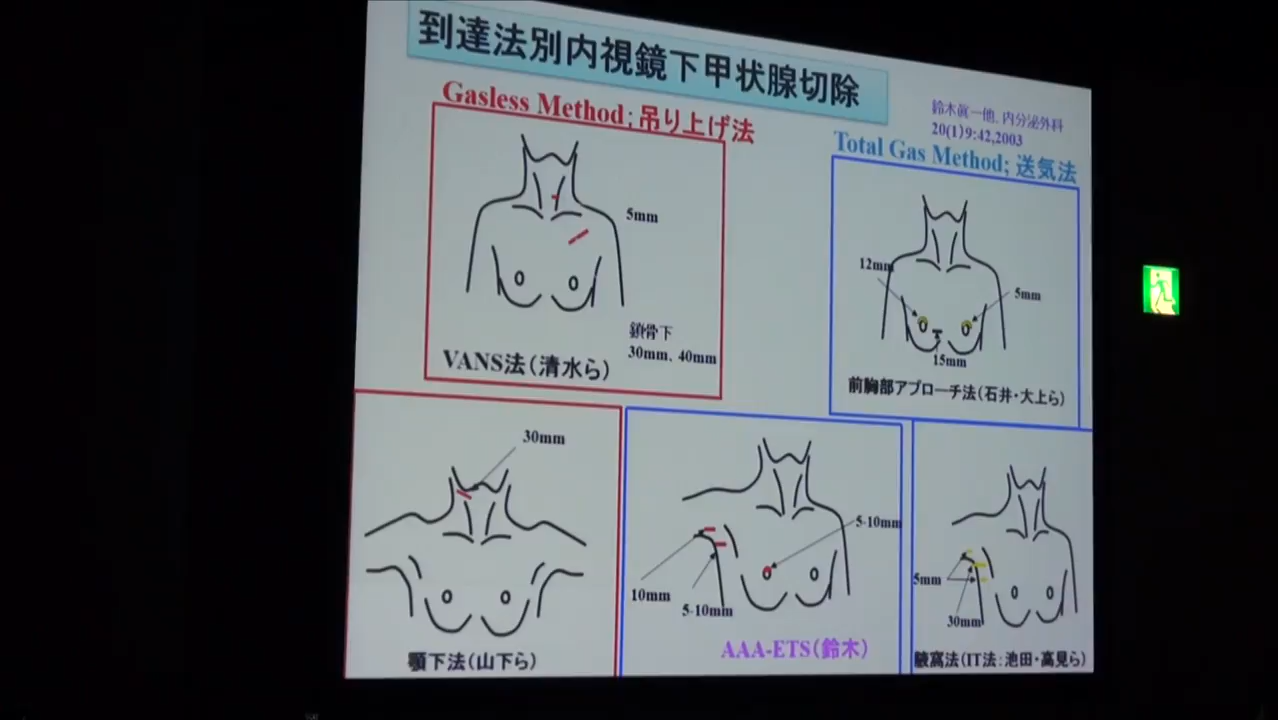 到達法別内視鏡下甲状腺切除
鈴木眞一他、内分泌外科
20(1)9:42,2003
Gasless Method; 吊り上げ法
5mm
鎖骨下
30mm、40mm
VANS法(清水ら)
Total Gas Method; 送気法
12mm
5mm
15mm
前胸部アプローチ法(石井・大上ら)
30mm
顎下法(山下ら)
5-10mm
10mm
5-10mm
AAA-ETS(鈴木)
5mm
30mm
腋窩法(IT法:池田・高見ら)